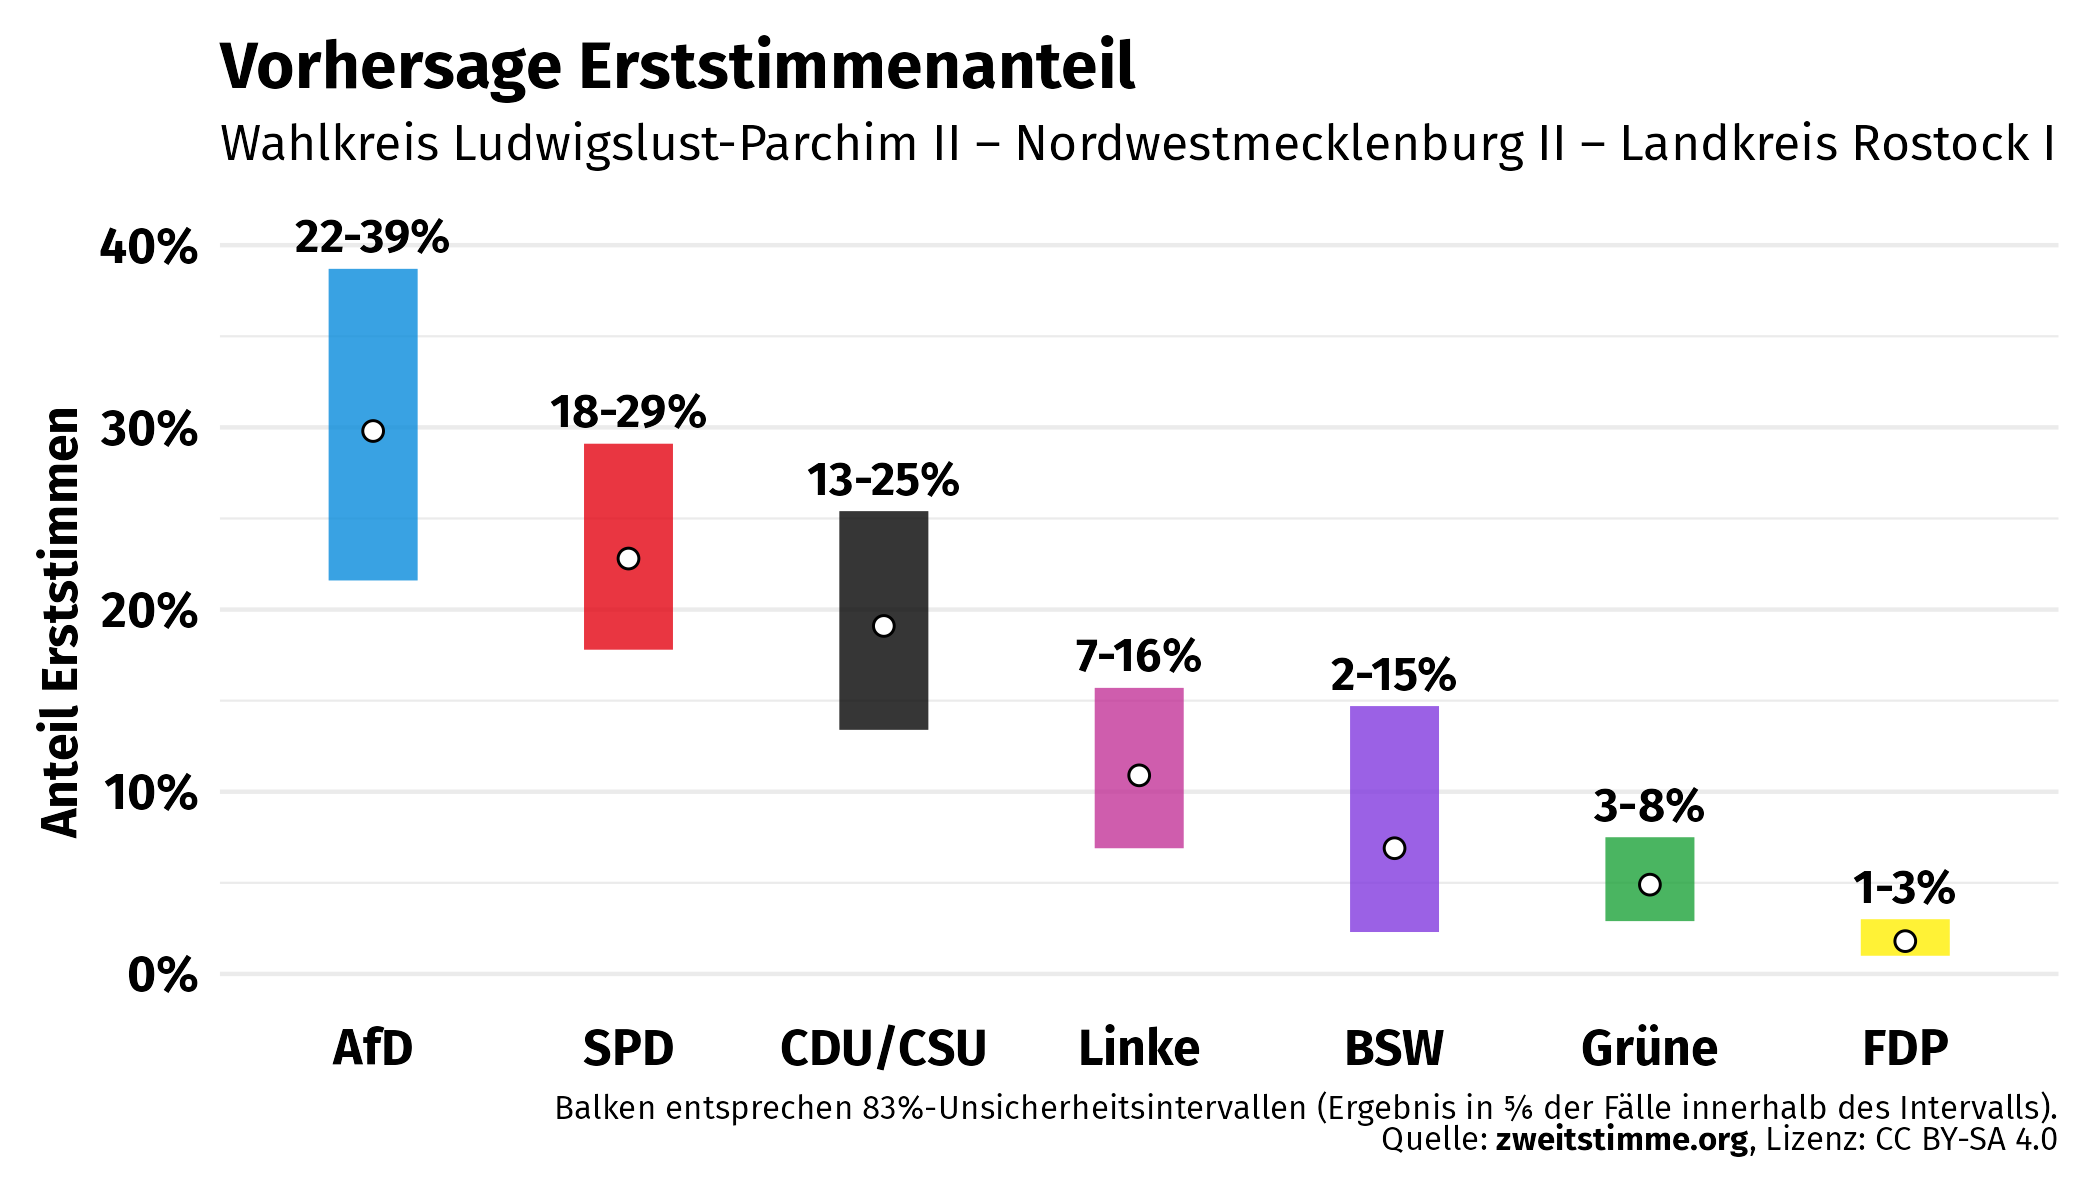 Vorhersage Erststimmenanteil
Wahlkreis Ludwigslust-Parchim II – Nordwestmecklenburg II – Landkreis Rostock I
Anteil Erststimmen
40%
30%
20%
10%
0%
22-39%
18-29%
13-25%
7-16%
2-15%
3-8%
1-3%
AfD
SPD
CDU/CSU
Linke
BSW
Grüne
FDP
Balken entsprechen 83%-Unsicherheitsintervallen (Ergebnis in ⅚ der Fälle innerhalb des Intervalls).
Quelle: zweitstimme.org, Lizenz: CC BY-SA 4.0